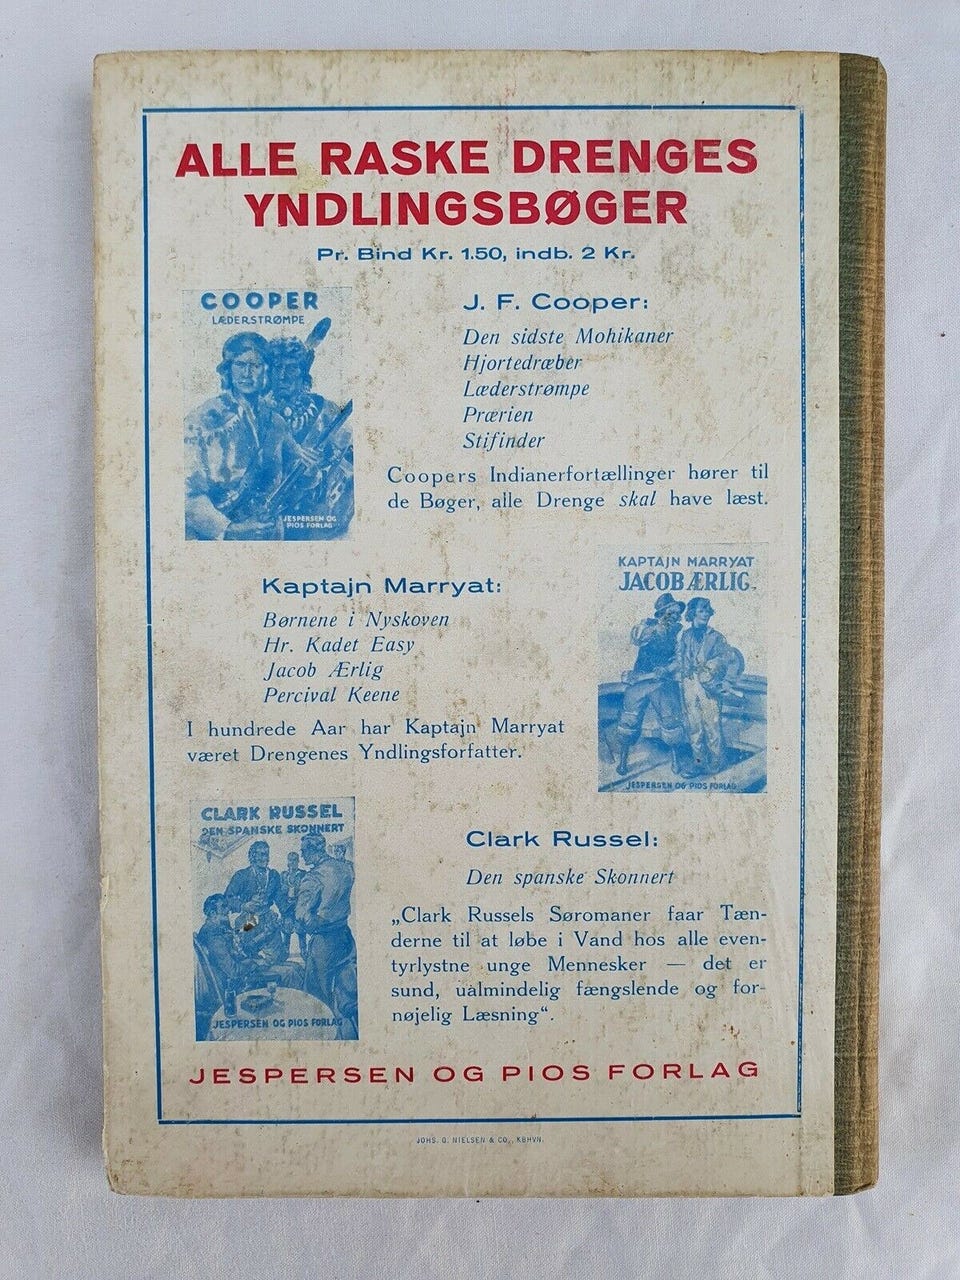 ALLE RASKE DRENGES
YNDLINGSBØGER
Pr. Bind Kr. 1.50, indb. 2 Kr.
COOPER
LÆDERSTRØMPE
JESPERSEN OG
PIOS FORLAG
J. F. Cooper:
Den sidste Mohikaner
Hjortedræber
Læderstrømpe
Prærien
Stifinder
Coopers Indianerfortællinger hører til
de Bøger, alle Drenge skal have læst.
Kaptajn Marryat:
Børnene i Nyskoven
Hr. Kadet Easy
Jacob Ærlig
Percival Keene
I hundrede Aar har Kaptajn Marryat
været Drengenes Yndlingsforfatter.
KAPTAJN MARRYAT
JACOB ÆRLIG
JESPERSEN OG PIOS FORLAG
CLARK RUSSEL
DEN SPANSKE SKONNERT
JESPERSEN OG PIOS FORLAG
Clark Russel:
Den spanske Skonnert
„Clark Russels Søromaner faar Tæn-
derne til at løbe i Vand hos alle even-
tyrlystne unge Mennesker — det er
sund, ualmindelig fængslende og for-
nøjelig Læsning“.
JESPERSEN OG PIOS FORLAG
JOHS. G. NIELSEN & CO., KBHVN.